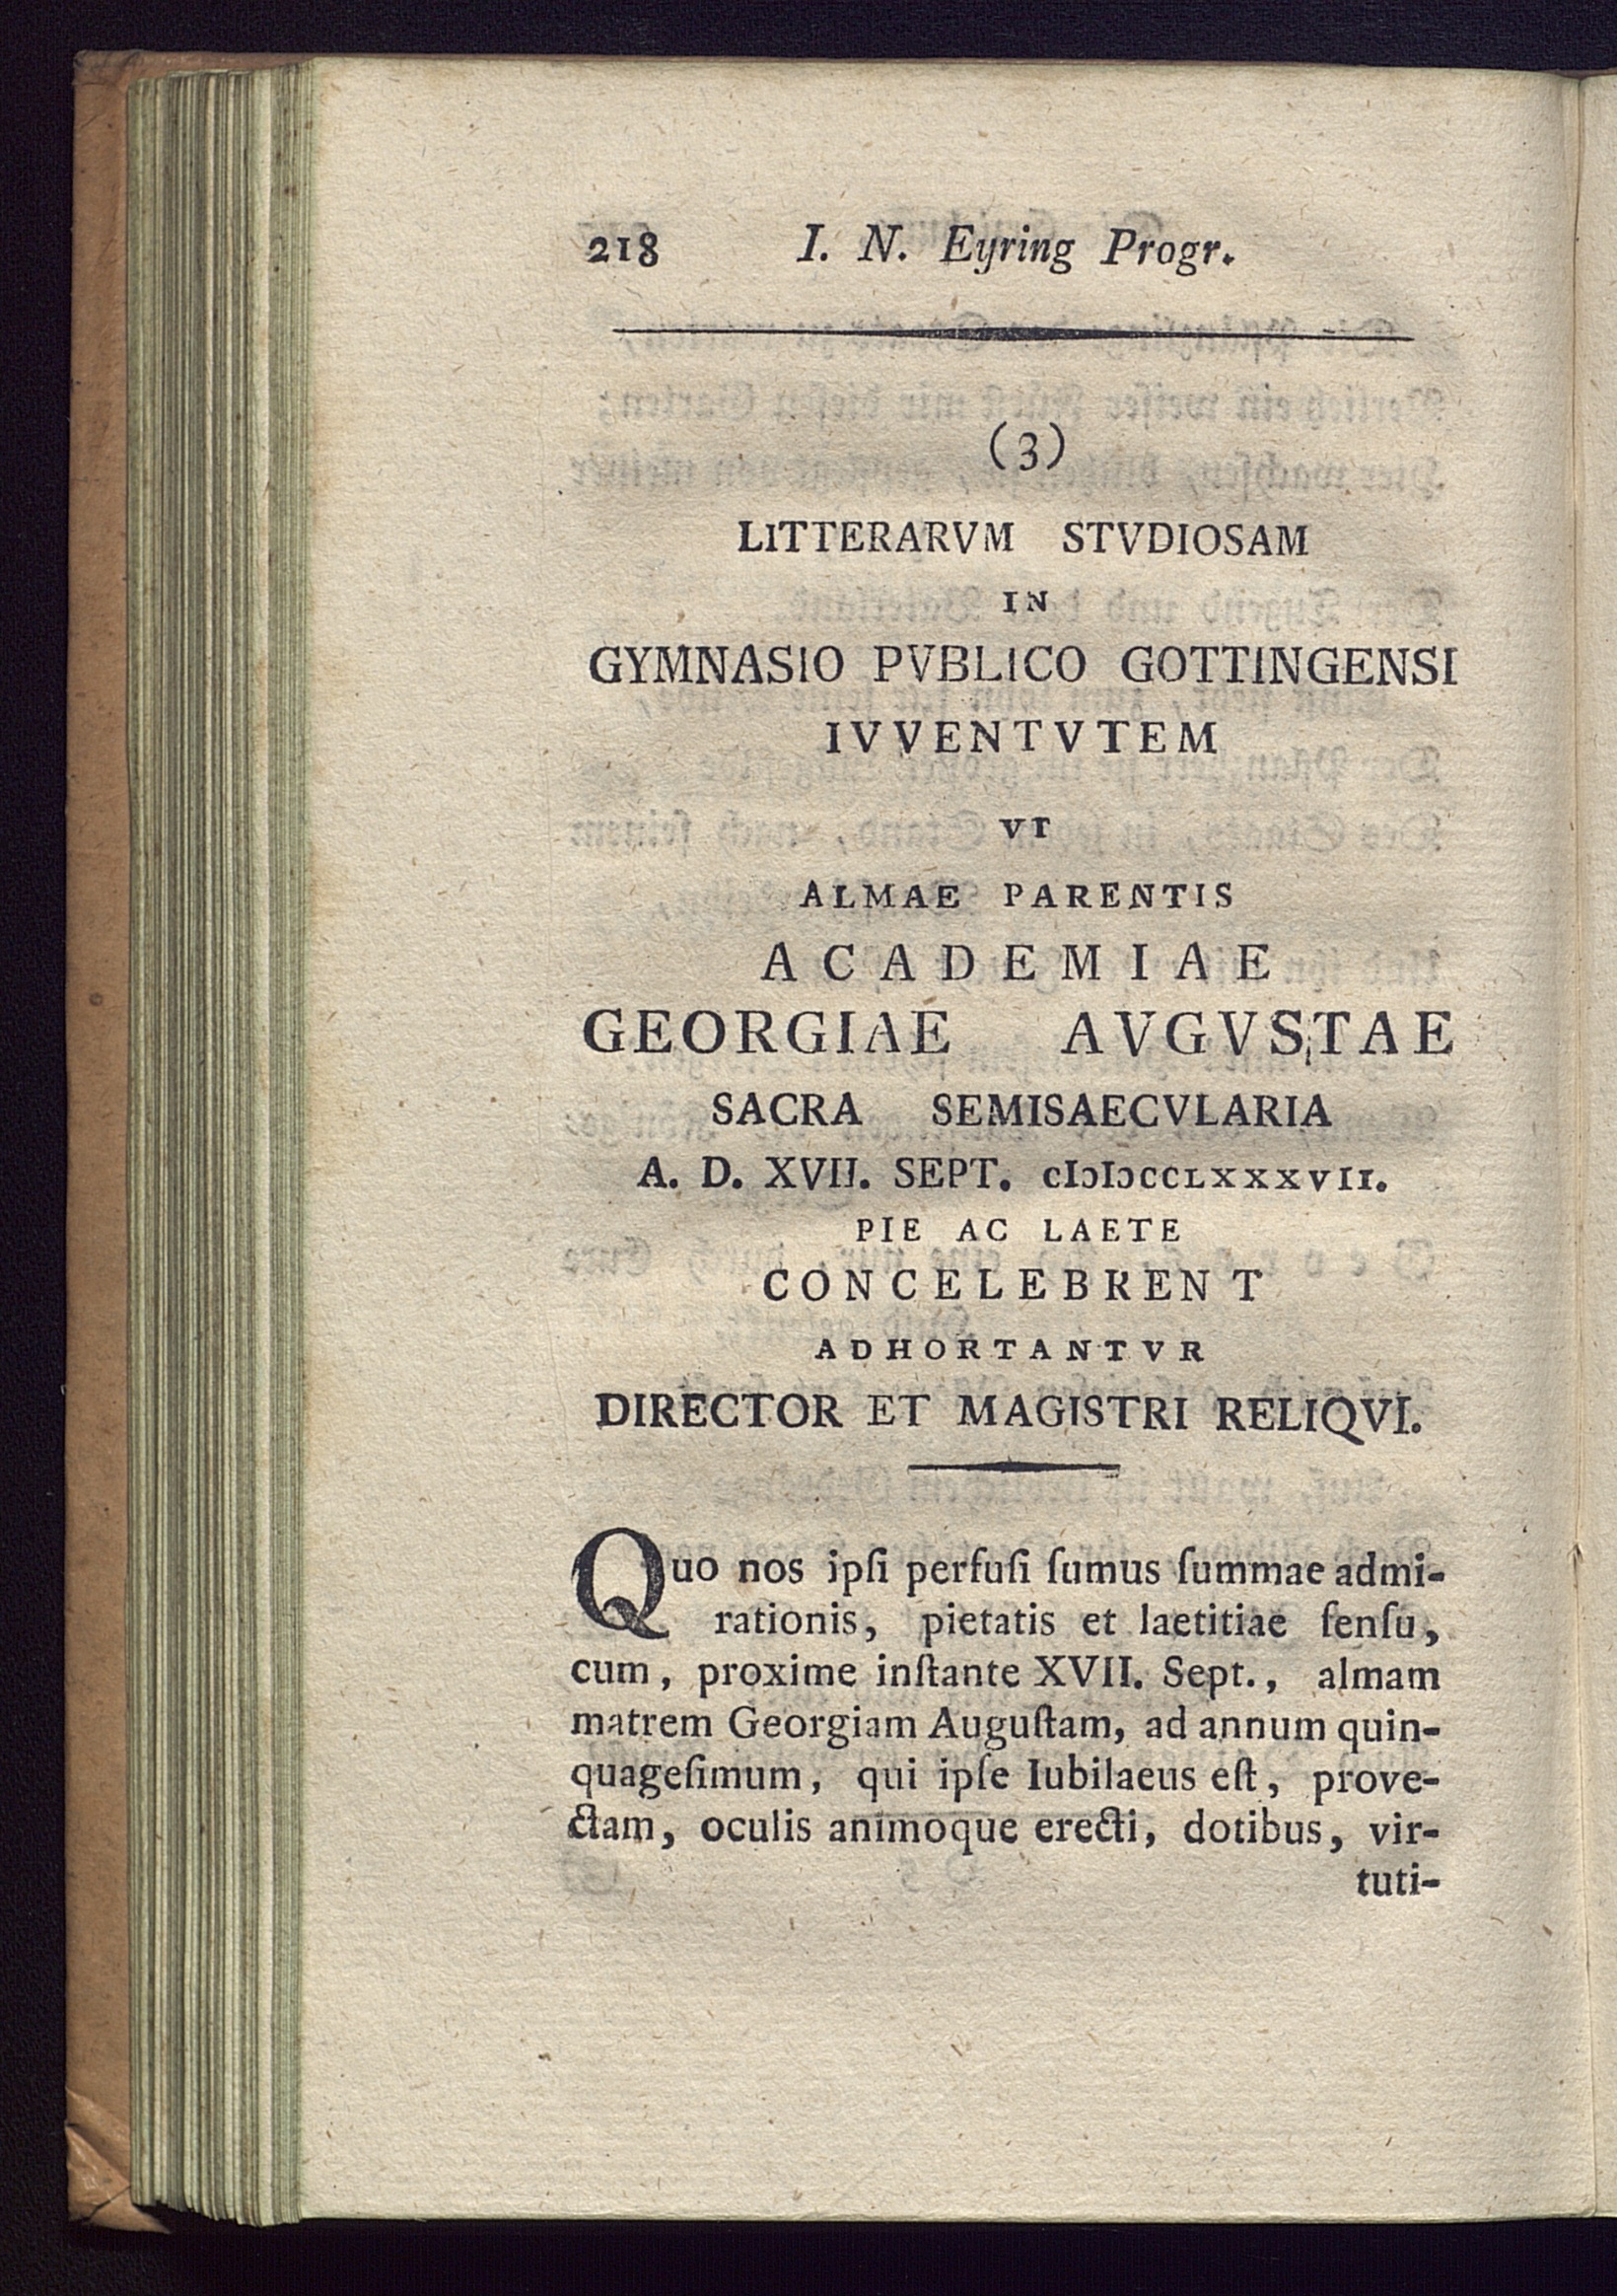 218 I. N. Eyring Progr.
(3)
LITTERARVM STVDIOSAM
IN
GYMNASIO PVBLICO GOTTINGENSI
IVVENTVTEM
VT
ALMAE PARENTIS
ACADEMIAE
GEORGIAE AVGVSTAE
SACRA SEMISAECVLARIA
A. D. XVII. SEPT. cIↄIↄccLxxxvII.
PIE AC LAETE
CONCELEBRENT
ADHORTANTVR
DIRECTOR ET MAGISTRI RELIQVI.
Quo nos ipſi perfuſi ſumus ſummae admi-
rationis, pietatis et laetitiae ſenſu,
cum, proxime inſtante XVII. Sept., almam
matrem Georgiam Auguſtam, ad annum quin-
quageſimum, qui ipſe Iubilaeus eſt, prove-
ctam, oculis animoque erecti, dotibus, vir-
tuti-